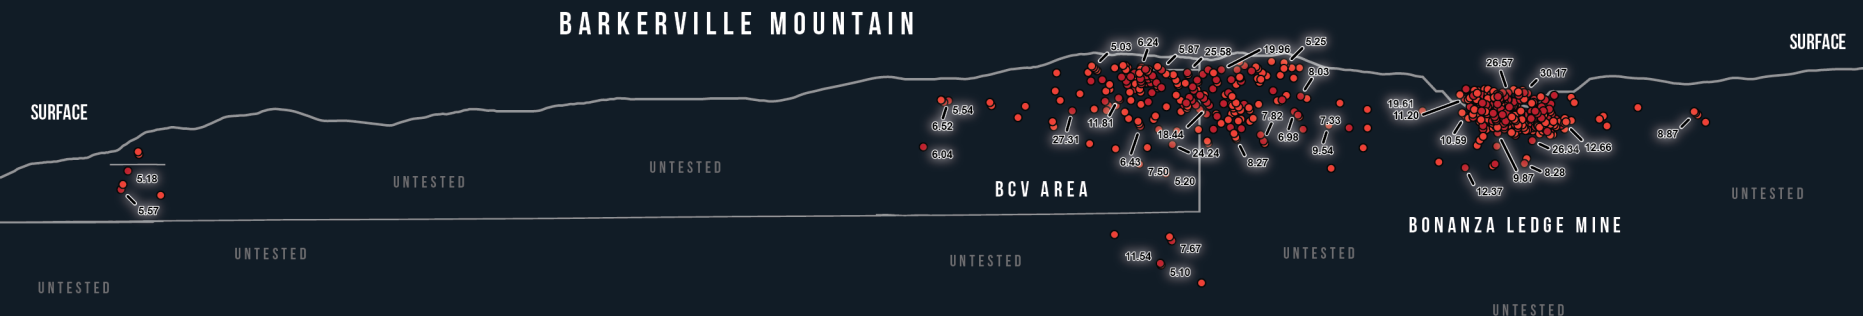 BARKERVILLE MOUNTAIN
SURFACE
SURFACE
5.03
6.24
5.87
25.58
19.96
5.25
8.03
26.57
30.17
5.54
6.52
6.04
27.31
11.81
18.44
6.43
7.50
5.20
24.24
8.27
7.82
6.98
7.33
9.54
19.61
11.20
10.59
26.34
12.66
9.87
8.28
12.37
8.87
5.18
5.57
UNTESTED
UNTESTED
BCV AREA
UNTESTED
BONANZA LEDGE MINE
UNTESTED
UNTESTED
7.67
11.54
5.10
UNTESTED
UNTESTED
UNTESTED